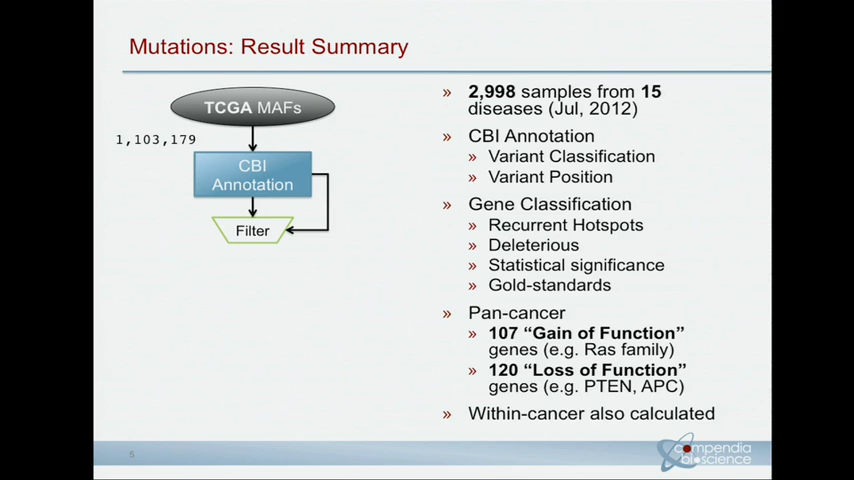 Mutations: Result Summary
TCGA MAFs
1,103,179
CBI
Annotation
Filter
» 2,998 samples from 15
diseases (Jul, 2012)
» CBI Annotation
» Variant Classification
» Variant Position
» Gene Classification
» Recurrent Hotspots
» Deleterious
» Statistical significance
» Gold-standards
» Pan-cancer
» 107 “Gain of Function”
genes (e.g. Ras family)
» 120 “Loss of Function”
genes (e.g. PTEN, APC)
» Within-cancer also calculated
5
compendia
bioscience